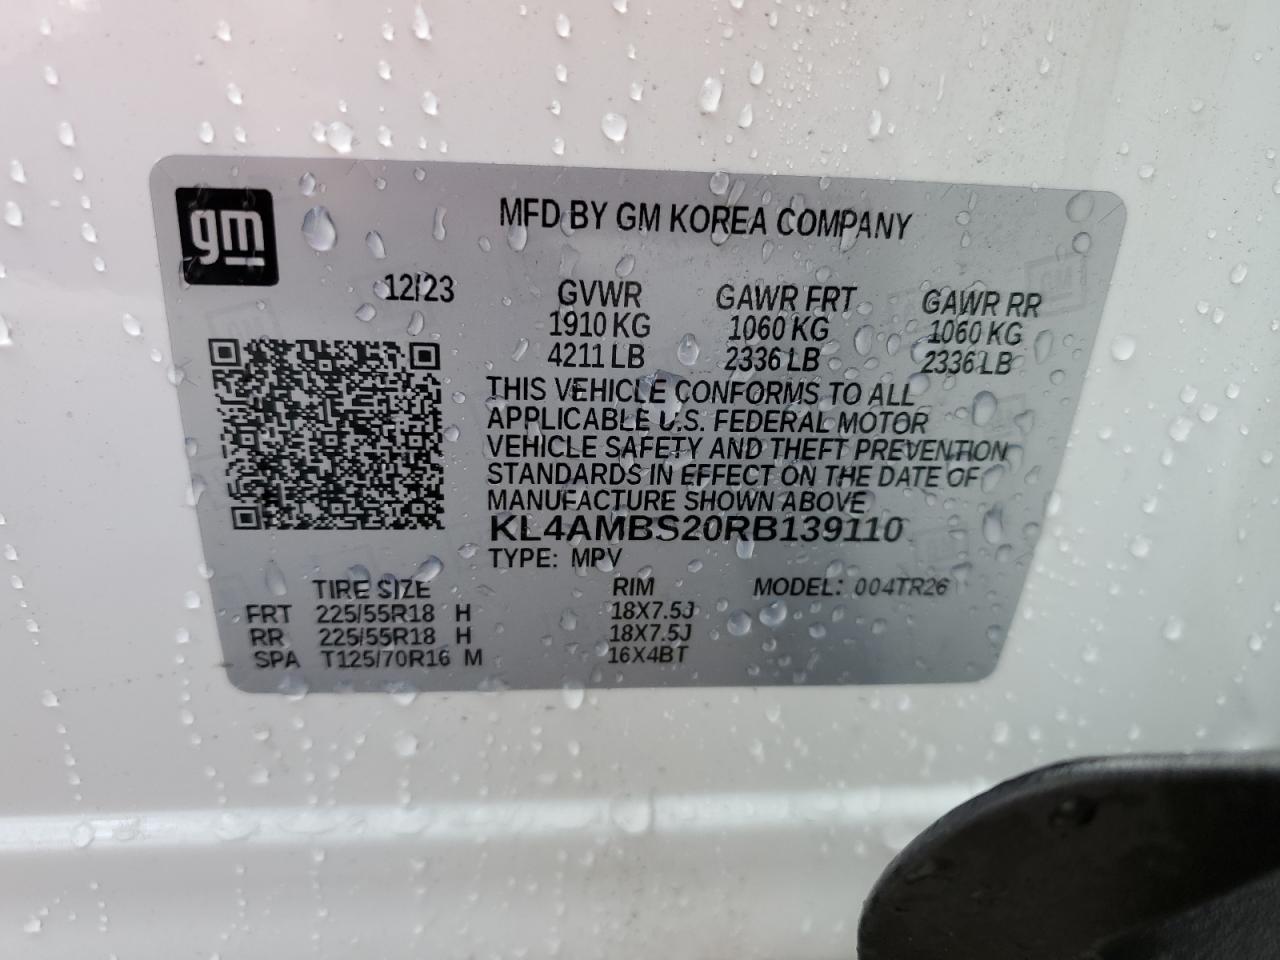 gm
MFD BY GM KOREA COMPANY
12/23 GVWR GAWR FRT GAWR RR
1910 KG 1060 KG 1060 KG
4211 LB 2336 LB 2336 LB
THIS VEHICLE CONFORMS TO ALL
APPLICABLE U.S. FEDERAL MOTOR
VEHICLE SAFETY AND THEFT PREVENTION
STANDARDS IN EFFECT ON THE DATE OF
MANUFACTURE SHOWN ABOVE
KL4AMBS20RB139110
TYPE: MPV
TIRE SIZE RIM MODEL: 004TR26
FRT 225/55R18 H 18X7.5J
RR 225/55R18 H 18X7.5J
SPA T125/70R16 M 16X4BT